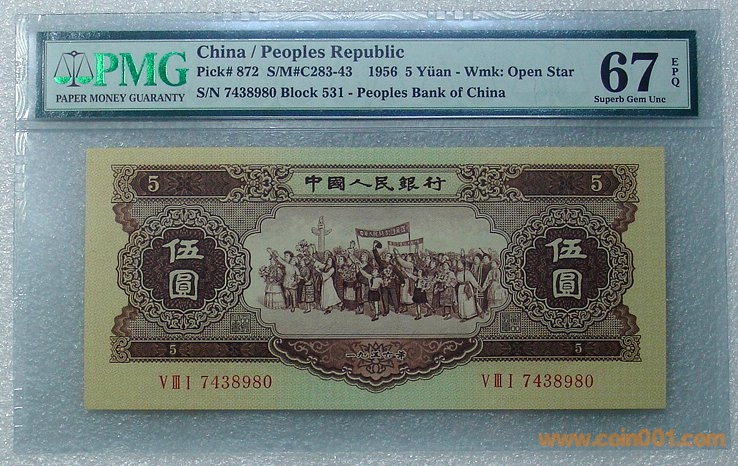 PMG
PAPER MONEY GUARANTY
China / Peoples Republic
Pick# 872 S/M#C283-43 1956 5 Yüan - Wmk: Open Star
S/N 7438980 Block 531 - Peoples Bank of China
67 EPQ
Superb Gem Unc
5 中國人民銀行 5
伍圓 伍圓
5 5
一九五六年
V III I 7438980 V III I 7438980
www.coin001.com